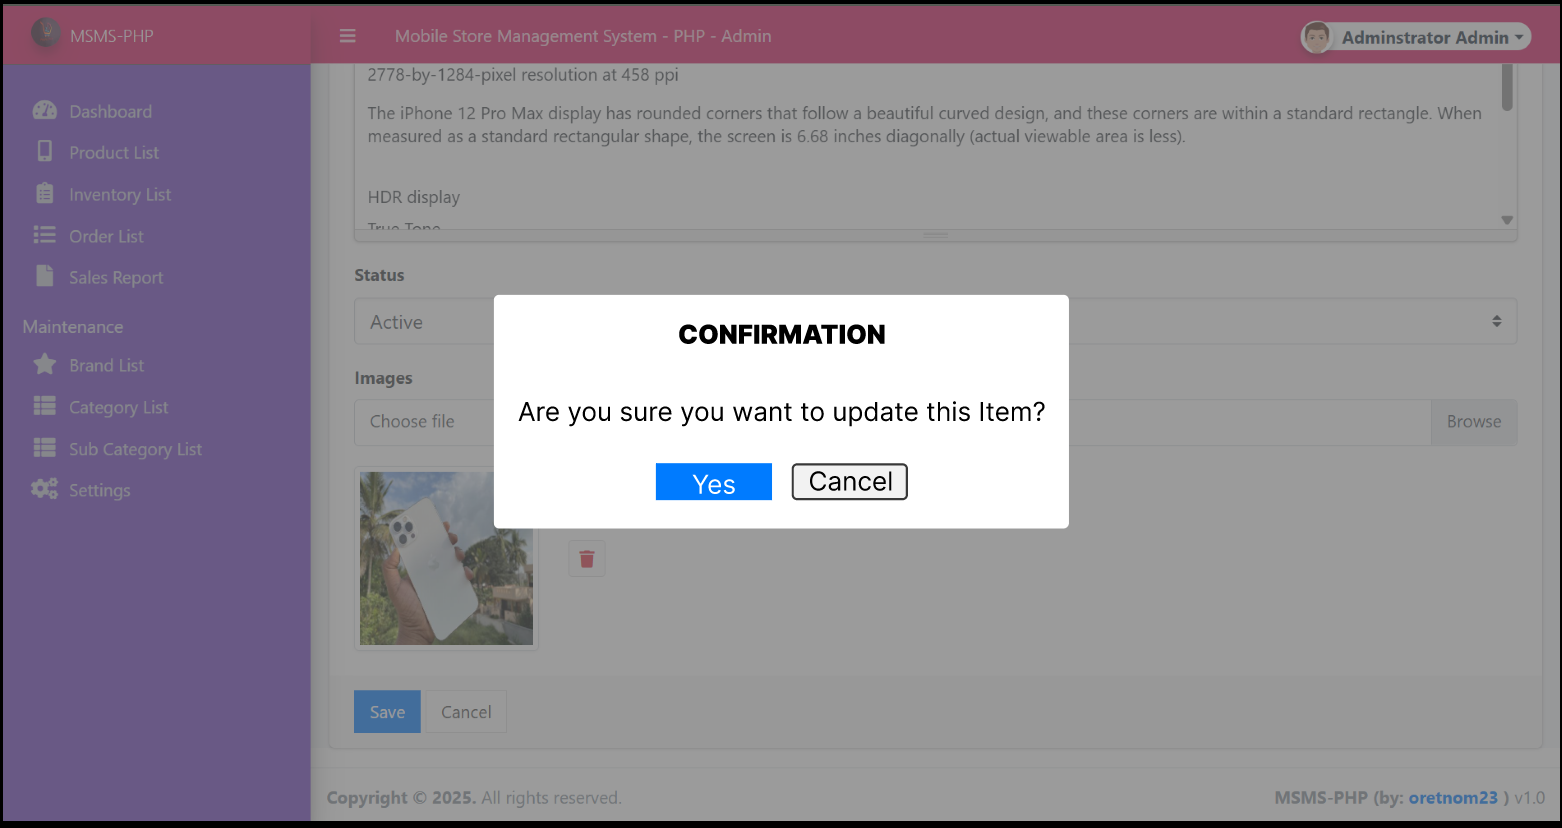 MSMS-PHP
Mobile Store Management System - PHP - Admin
Adminstrator Admin
Dashboard
Product List
Inventory List
Order List
Sales Report
Maintenance
Brand List
Category List
Sub Category List
Settings
2778-by-1284-pixel resolution at 458 ppi
The iPhone 12 Pro Max display has rounded corners that follow a beautiful curved design, and these corners are within a standard rectangle. When
measured as a standard rectangular shape, the screen is 6.68 inches diagonally (actual viewable area is less).
HDR display
True Tone
Status
Active
Images
Choose file
Browse
CONFIRMATION
Are you sure you want to update this Item?
Yes
Cancel
Save
Cancel
Copyright © 2025. All rights reserved.
MSMS-PHP (by: oretnom23 ) v1.0